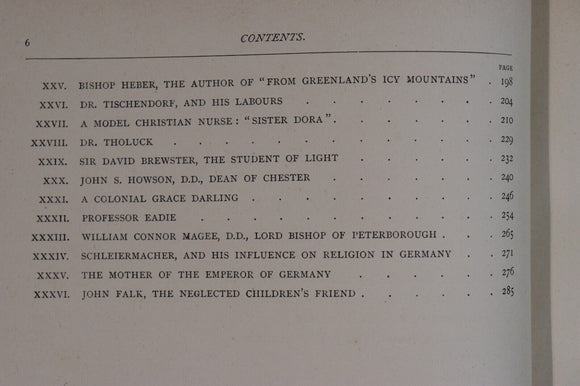 6 CONTENTS.
PAGE
XXV. BISHOP HEBER, THE AUTHOR OF "FROM GREENLAND'S ICY MOUNTAINS" . 198
XXVI. DR. TISCHENDORF, AND HIS LABOURS . . . . . . . 204
XXVII. A MODEL CHRISTIAN NURSE: "SISTER DORA" . . . . . . 210
XXVIII. DR. THOLUCK . . . . . . . . . . 229
XXIX. SIR DAVID BREWSTER, THE STUDENT OF LIGHT . . . . . . 232
XXX. JOHN S. HOWSON, D.D., DEAN OF CHESTER . . . . . . 240
XXXI. A COLONIAL GRACE DARLING . . . . . . . . 246
XXXII. PROFESSOR EADIE . . . . . . . . . 254
XXXIII. WILLIAM CONNOR MAGEE, D.D., LORD BISHOP OF PETERBOROUGH . . 265
XXXIV. SCHLEIERMACHER, AND HIS INFLUENCE ON RELIGION IN GERMANY . . 271
XXXV. THE MOTHER OF THE EMPEROR OF GERMANY . . . . . . 276
XXXVI. JOHN FALK, THE NEGLECTED CHILDREN'S FRIEND . . . . . 285